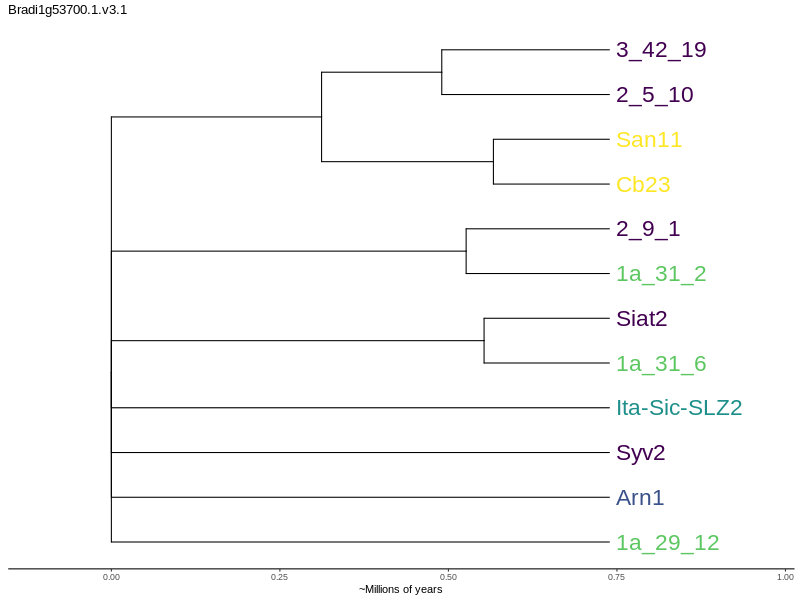 Bradi1g53700.1.v3.1
3_42_19
2_5_10
San11
Cb23
2_9_1
1a_31_2
Siat2
1a_31_6
Ita-Sic-SLZ2
Syv2
Arn1
1a_29_12
0.00 0.25 0.50 0.75 1.00
~Millions of years